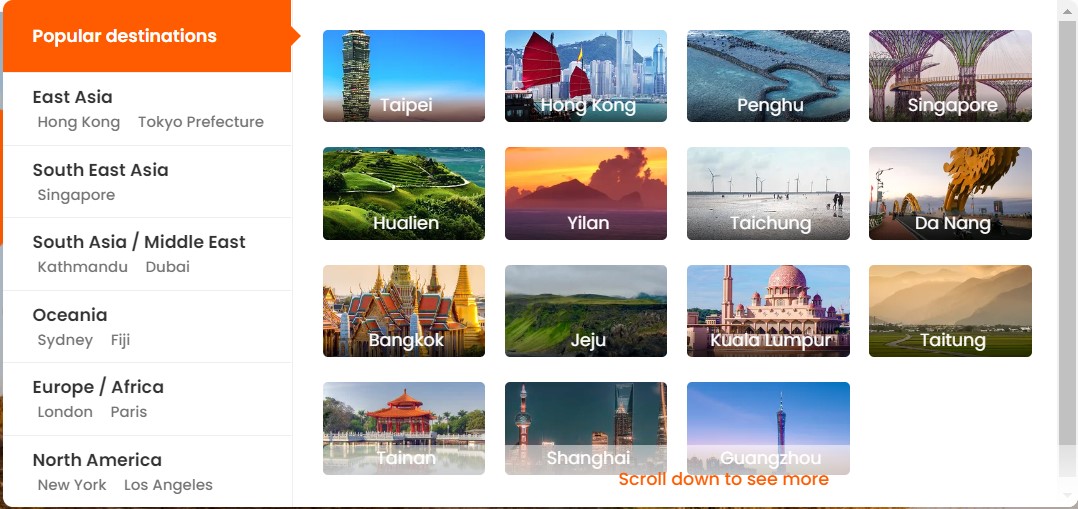 Popular destinations
East Asia
Hong Kong Tokyo Prefecture
South East Asia
Singapore
South Asia / Middle East
Kathmandu Dubai
Oceania
Sydney Fiji
Europe / Africa
London Paris
North America
New York Los Angeles
Taipei Hong Kong Penghu Singapore
Hualien Yilan Taichung Da Nang
Bangkok Jeju Kuala Lumpur Taitung
Tainan Shanghai Guangzhou
Scroll down to see more